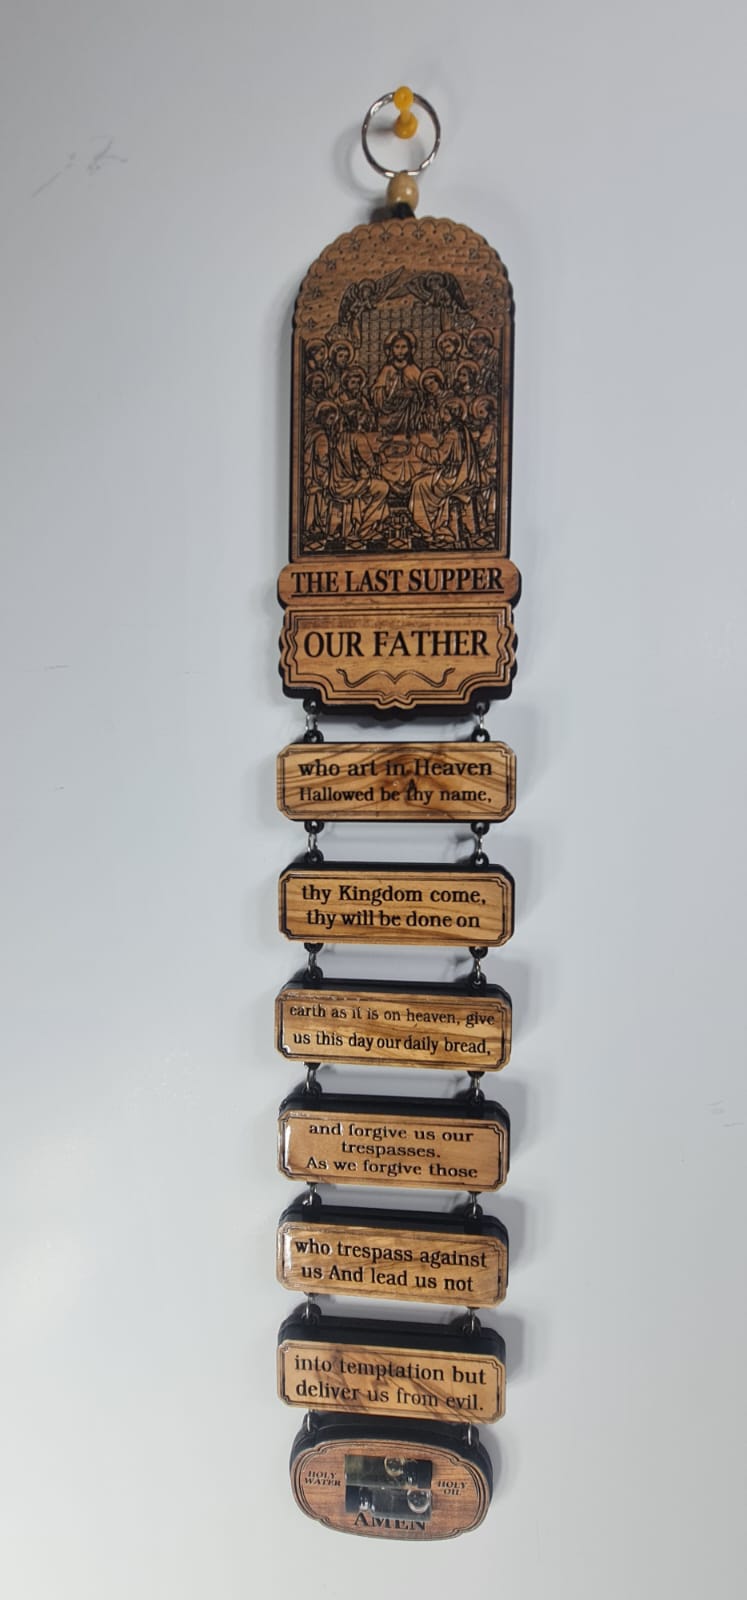 THE LAST SUPPER
OUR FATHER
who art in Heaven
Hallowed be thy name,
thy Kingdom come,
thy will be done on
earth as it is on heaven, give
us this day our daily bread,
and forgive us our
trespasses.
As we forgive those
who trespass against
us And lead us not
into temptation but
deliver us from evil.
HOLY
WATER
HOLY
OIL
AMEN